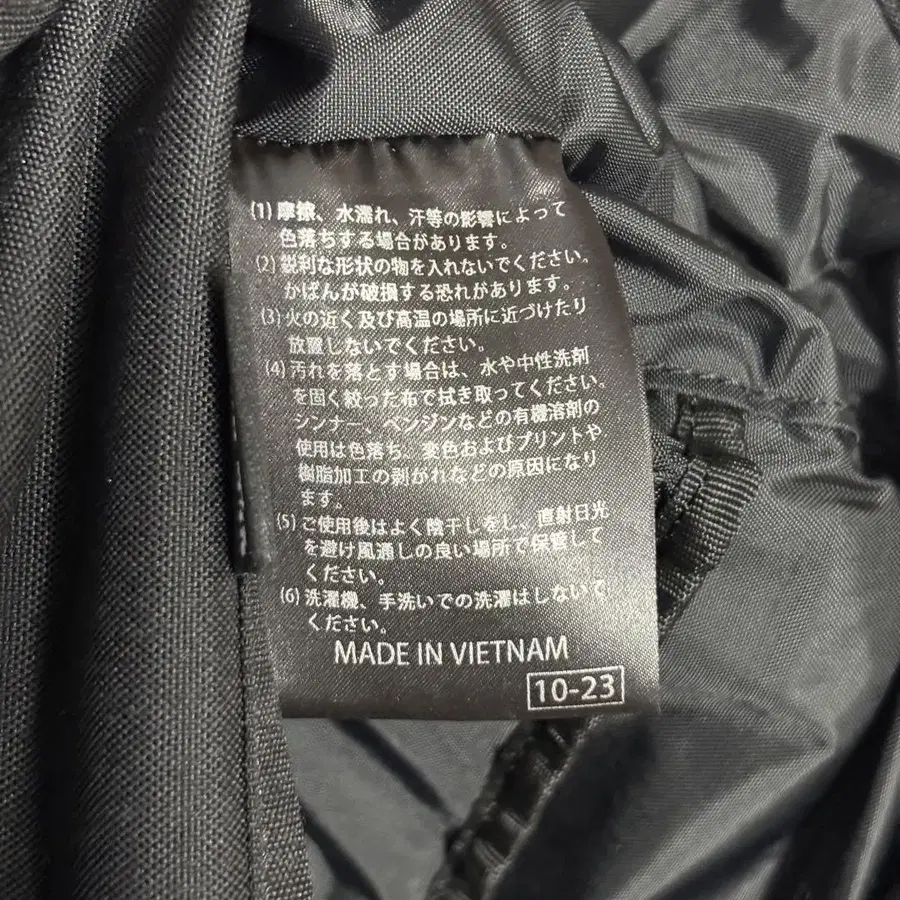 (1) 摩擦、水濡れ、汗等の影響によって
色落ちする場合があります。
(2) 鋭利な形状の物を入れないでください。
かばんが破損する恐れがあります。
(3) 火の近く及び高温の場所に近づけたり
放置しないでください。
(4) 汚れを落とす場合は、水や中性洗剤
を固く絞った布で拭き取ってください。
シンナー、ベンジンなどの有機溶剤の
使用は色落ち、変色およびプリントや
樹脂加工の剥がれなどの原因になり
ます。
(5) ご使用後はよく陰干しをし、直射日光
を避け風通しの良い場所で保管して
ください。
(6) 洗濯機、手洗いでの洗濯はしないで
ください。
MADE IN VIETNAM
10-23